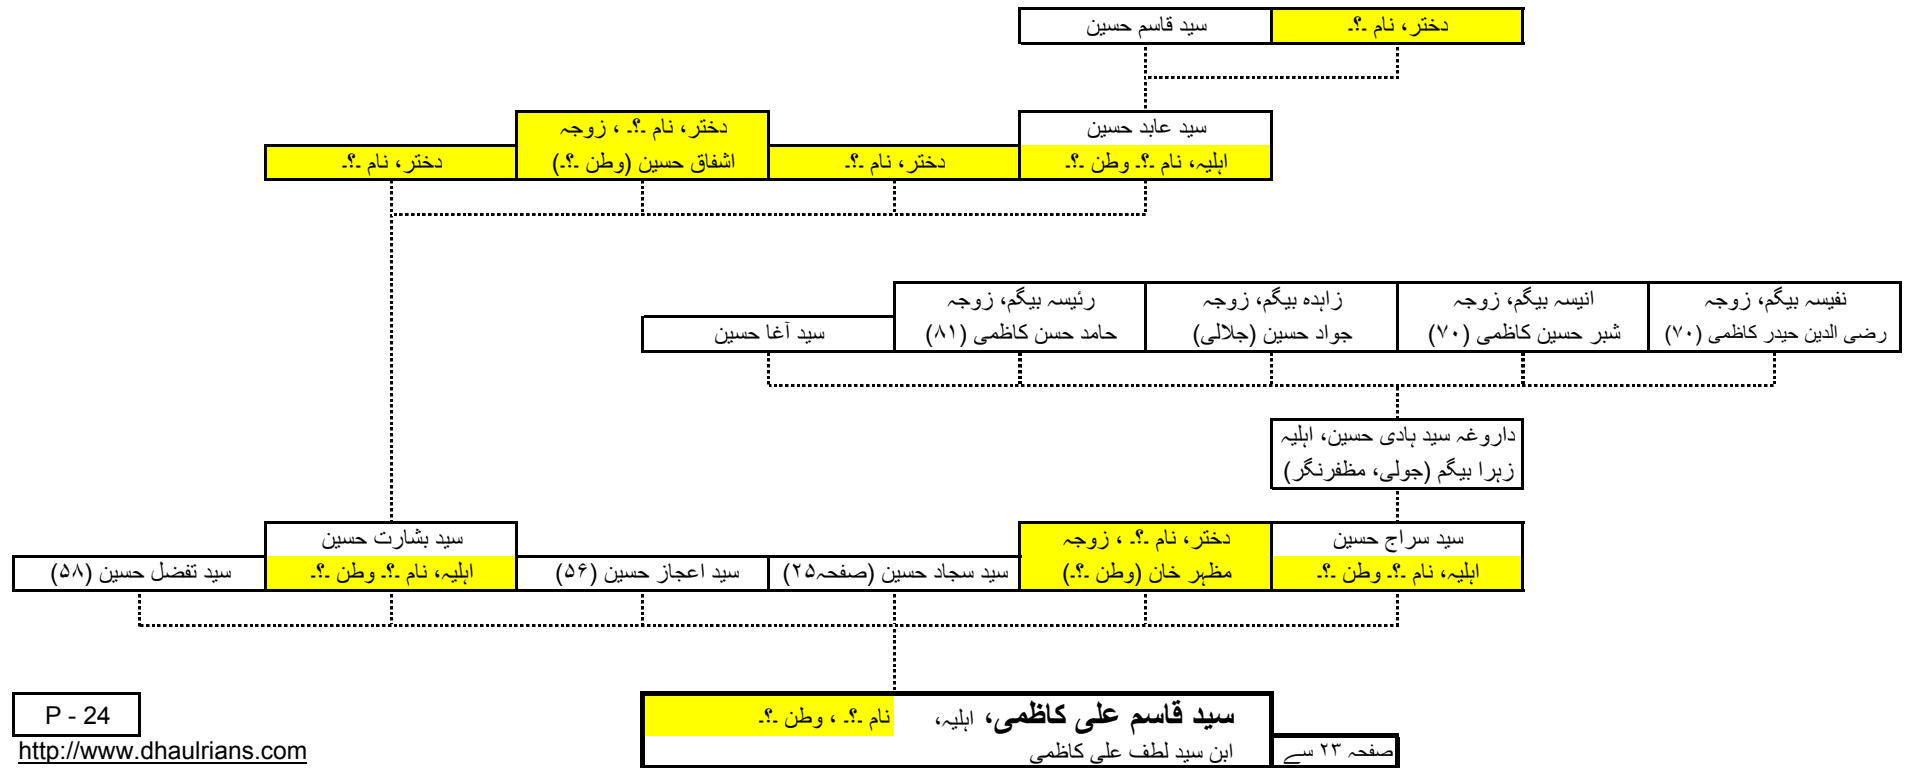 سید قاسم حسین
دختر، نام ۔؟۔
سید عابد حسین
اہلیہ، نام ۔؟۔ وطن ۔؟۔
دختر، نام ۔؟۔
دختر، نام ۔؟۔ ، زوجہ
اشفاق حسین (وطن ۔؟۔)
دختر، نام ۔؟۔
نفیسہ بیگم، زوجہ
رضی الدین حیدر کاظمی (۷۰)
انیسہ بیگم، زوجہ
شبر حسین کاظمی (۷۰)
زاہدہ بیگم، زوجہ
جواد حسین (جلالی)
رئیسہ بیگم، زوجہ
حامد حسن کاظمی (۸۱)
سید آغا حسین
داروغہ سید ہادی حسین، اہلیہ
زہرا بیگم (جولی، مظفرنگر)
سید سراج حسین
اہلیہ، نام ۔؟۔ وطن ۔؟۔
دختر، نام ۔؟۔ ، زوجہ
مظہر خان (وطن ۔؟۔)
سید سجاد حسین (صفحہ۲۵)
سید اعجاز حسین (۵۶)
سید بشارت حسین
اہلیہ، نام ۔؟۔ وطن ۔؟۔
سید تفضل حسین (۵۸)
سید قاسم علی کاظمی، اہلیہ، نام ۔؟۔ ، وطن ۔؟۔
ابن سید لطف علی کاظمی
صفحہ ۲۳ سے
P - 24
http://www.dhaulrians.com